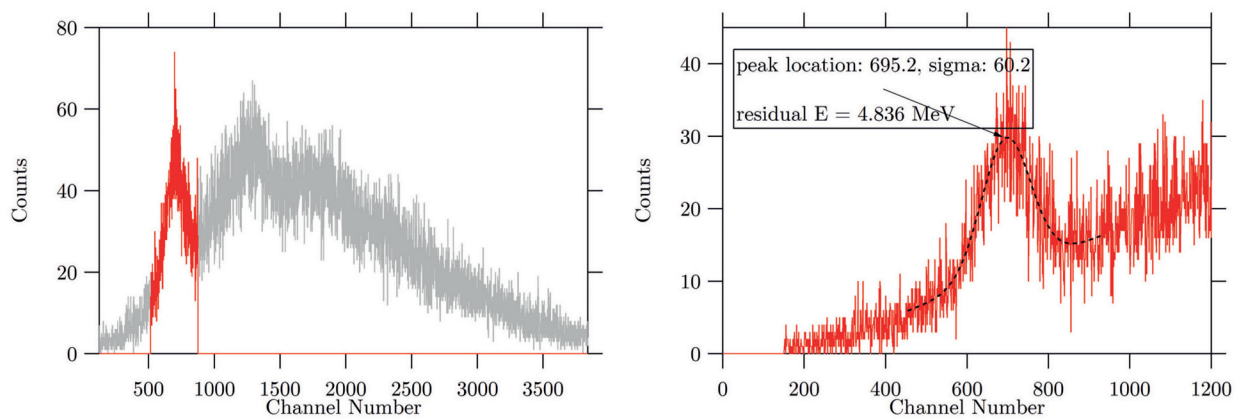 80
60
40
20
0
Counts
500 1000 1500 2000 2500 3000 3500
Channel Number
40
30
20
10
0
Counts
peak location: 695.2, sigma: 60.2
residual E = 4.836 MeV
0 200 400 600 800 1000 1200
Channel Number